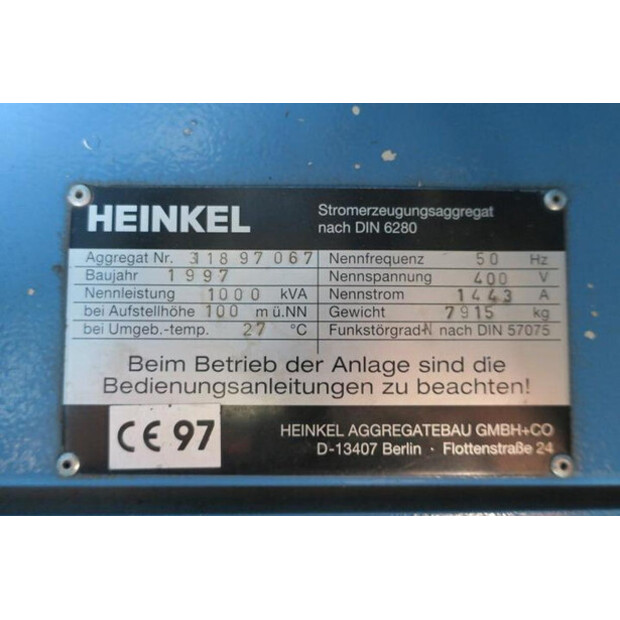 HEINKEL
Stromerzeugungsaggregat
nach DIN 6280
Aggregat Nr. 31897067
Baujahr 1997
Nennleistung 1000 kVA
bei Aufstellhöhe 100 m ü.NN
bei Umgeb.-temp. 27 °C
Nennfrequenz 50 Hz
Nennspannung 400 V
Nennstrom 1443 A
Gewicht 7915 kg
Funkstörgrad N nach DIN 57075
Beim Betrieb der Anlage sind die
Bedienungsanleitungen zu beachten!
CE 97
HEINKEL AGGREGATEBAU GMBH+CO
D-13407 Berlin · Flottenstraße 24